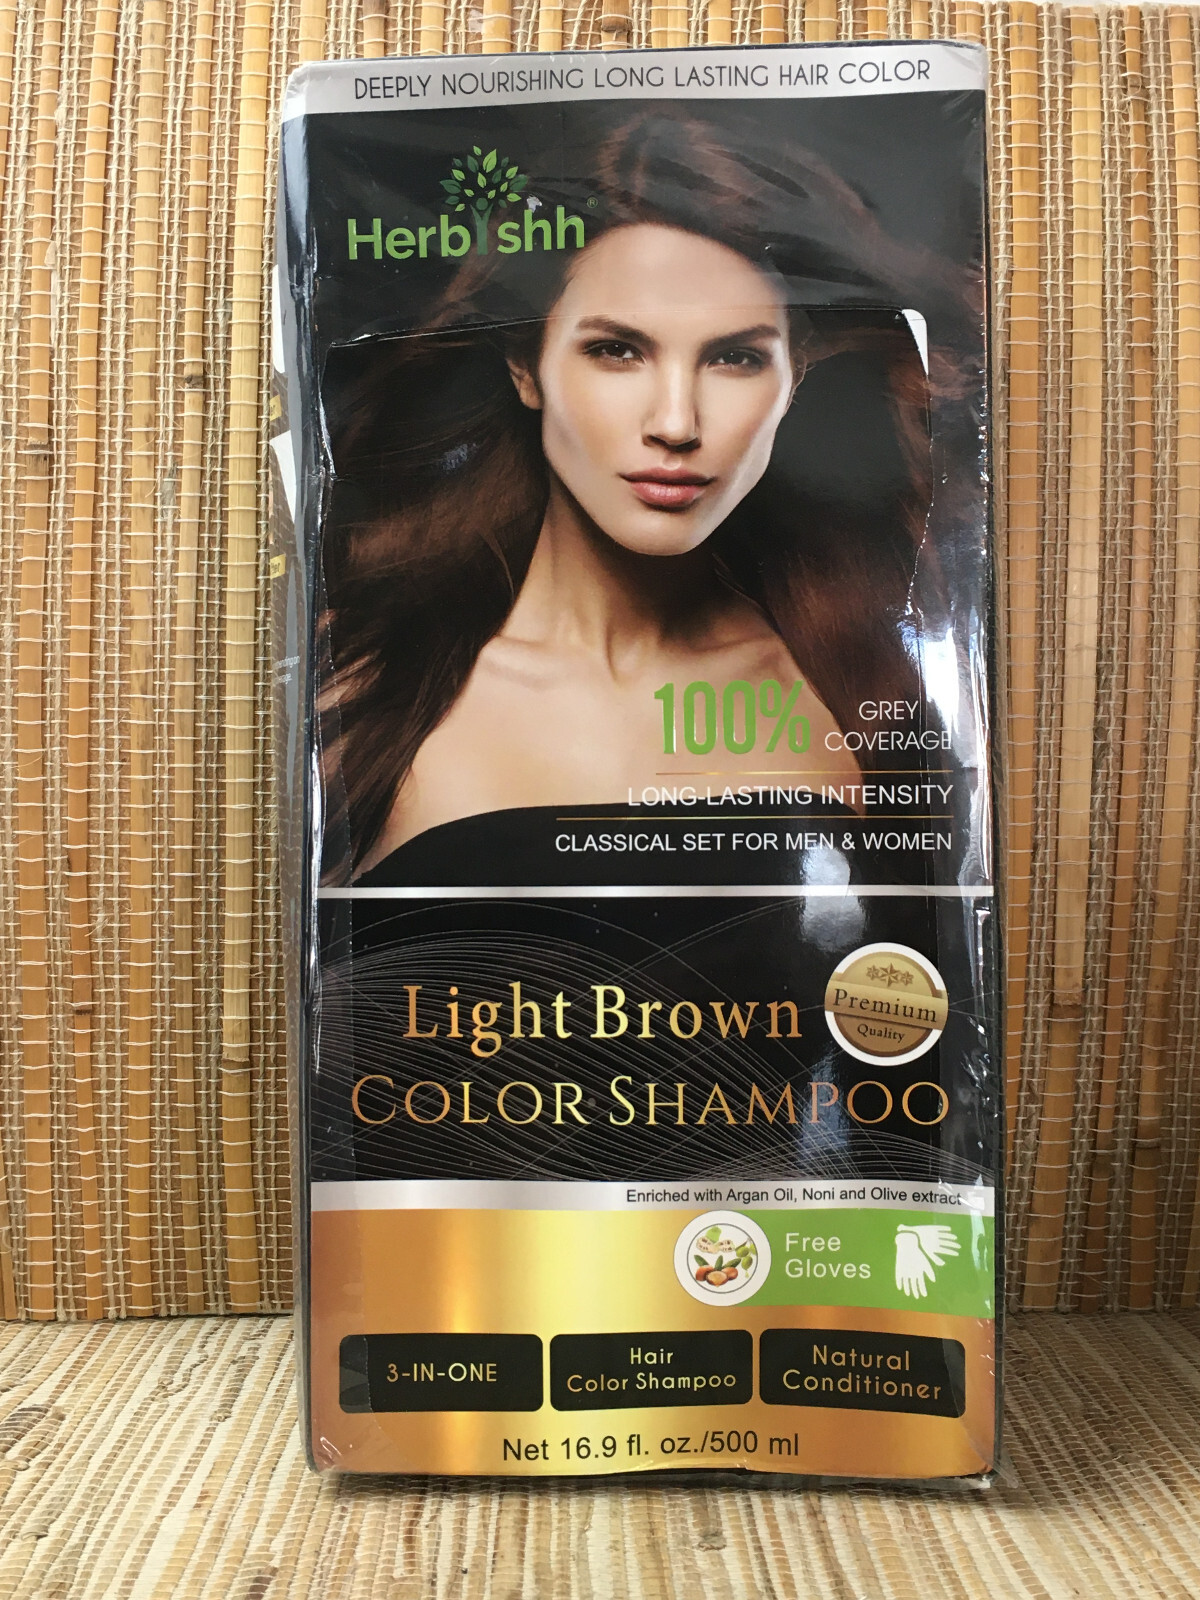 DEEPLY NOURISHING LONG LASTING HAIR COLOR
Herbishh®
100% GREY COVERAGE
LONG-LASTING INTENSITY
CLASSICAL SET FOR MEN & WOMEN
Light Brown
COLOR SHAMPOO
Premium
Quality
Enriched with Argan Oil, Noni and Olive extract
Free
Gloves
3-IN-ONE
Hair
Color Shampoo
Natural
Conditioner
Net 16.9 fl. oz./500 ml